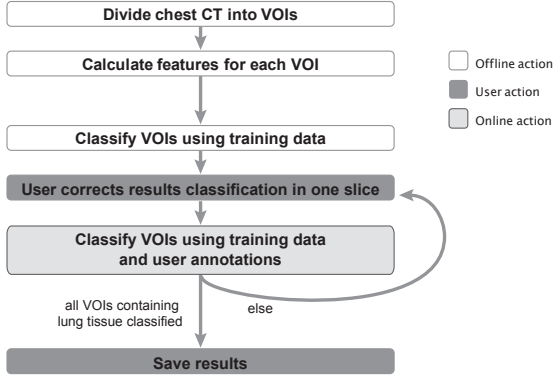 Divide chest CT into VOIs
Calculate features for each VOI
Classify VOIs using training data
User corrects results classification in one slice
Classify VOIs using training data
and user annotations
all VOIs containing
lung tissue classified
else
Save results
Offline action
User action
Online action